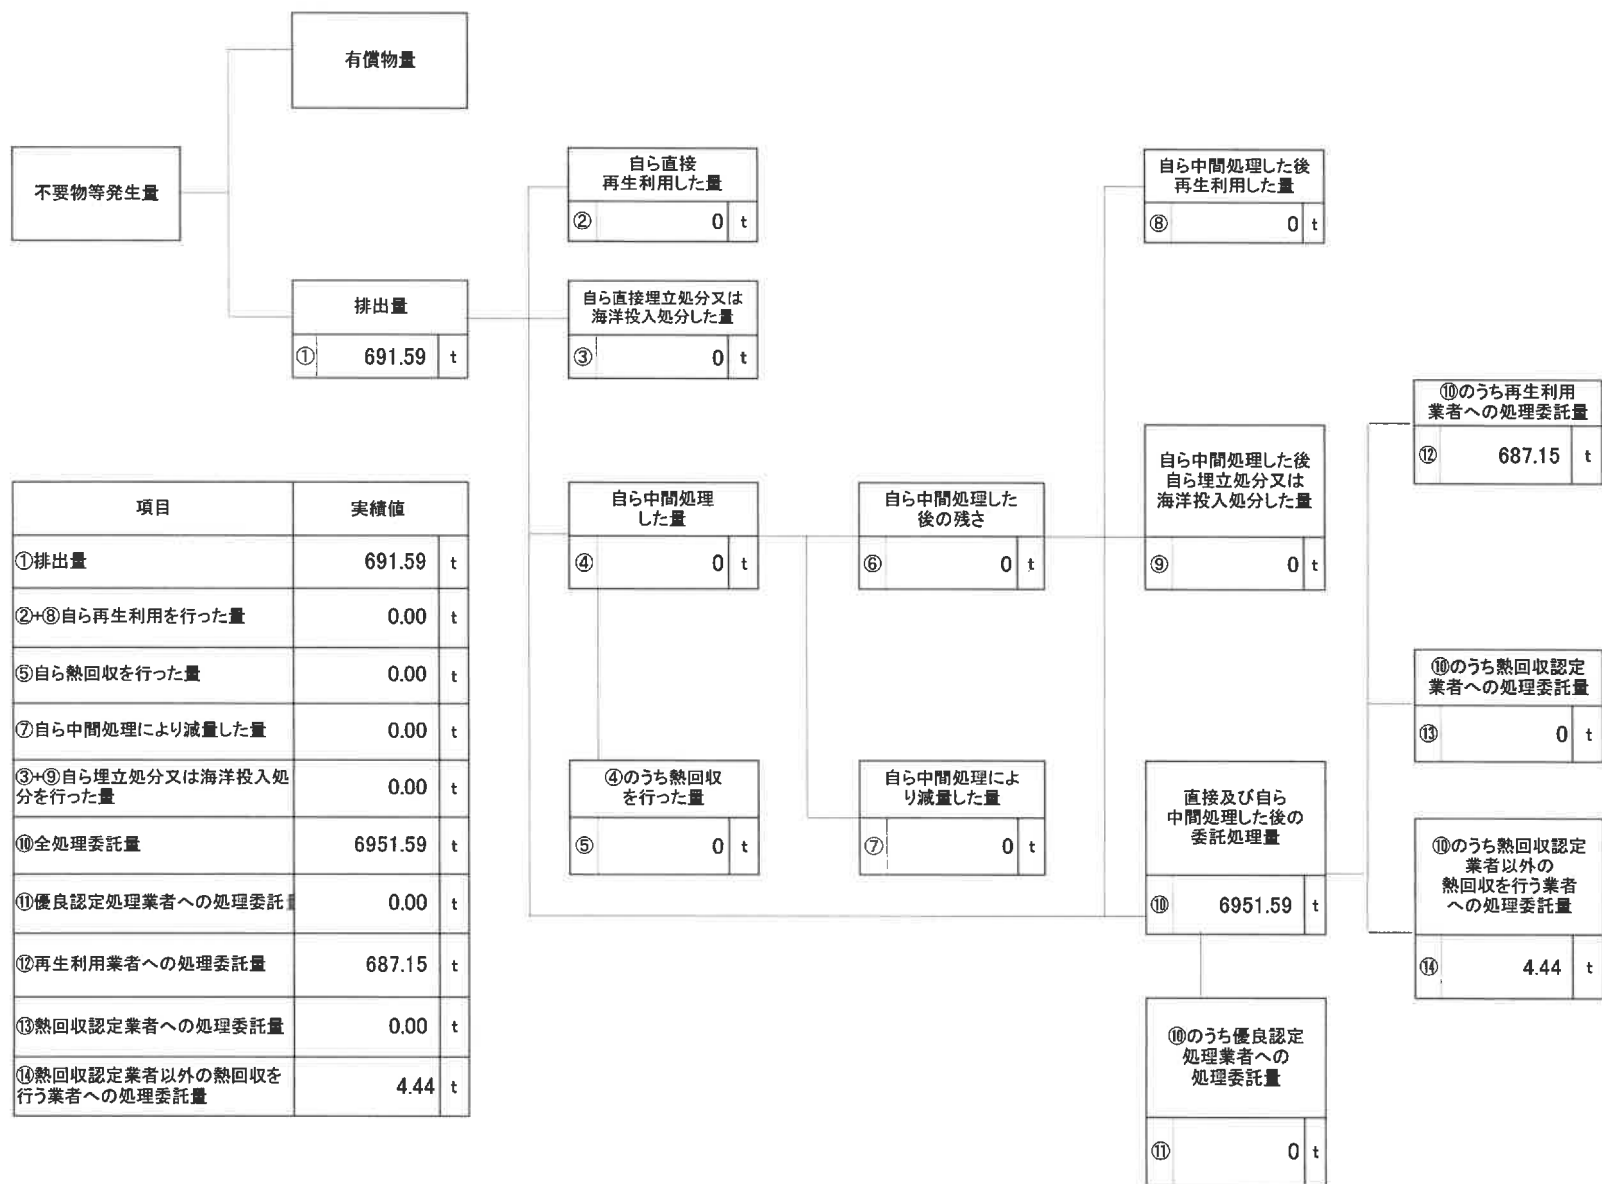 有償物量
不要物等発生量
排出量
① 691.59 t
自ら直接
再生利用した量
② 0 t
自ら直接埋立処分又は
海洋投入処分した量
③ 0 t
自ら中間処理
した量
④ 0 t
④のうち熱回収
を行った量
⑤ 0 t
自ら中間処理した
後の残さ
⑥ 0 t
自ら中間処理によ
り減量した量
⑦ 0 t
自ら中間処理した後
再生利用した量
⑧ 0 t
自ら中間処理した後
自ら埋立処分又は
海洋投入処分した量
⑨ 0 t
直接及び自ら
中間処理した後の
委託処理量
⑩ 6951.59 t
⑩のうち優良認定
処理業者への
処理委託量
⑪ 0 t
⑩のうち再生利用
業者への処理委託量
⑫ 687.15 t
⑩のうち熱回収認定
業者への処理委託量
⑬ 0 t
⑩のうち熱回収認定
業者以外の
熱回収を行う業者
への処理委託量
⑭ 4.44 t
項目 実績値
①排出量 691.59 t
②+⑧自ら再生利用を行った量 0.00 t
⑤自ら熱回収を行った量 0.00 t
⑦自ら中間処理により減量した量 0.00 t
③+⑨自ら埋立処分又は海洋投入処
分を行った量 0.00 t
⑩全処理委託量 6951.59 t
⑪優良認定処理業者への処理委託 0.00 t
⑫再生利用業者への処理委託量 687.15 t
⑬熱回収認定業者への処理委託量 0.00 t
⑭熱回収認定業者以外の熱回収を
行う業者への処理委託量 4.44 t